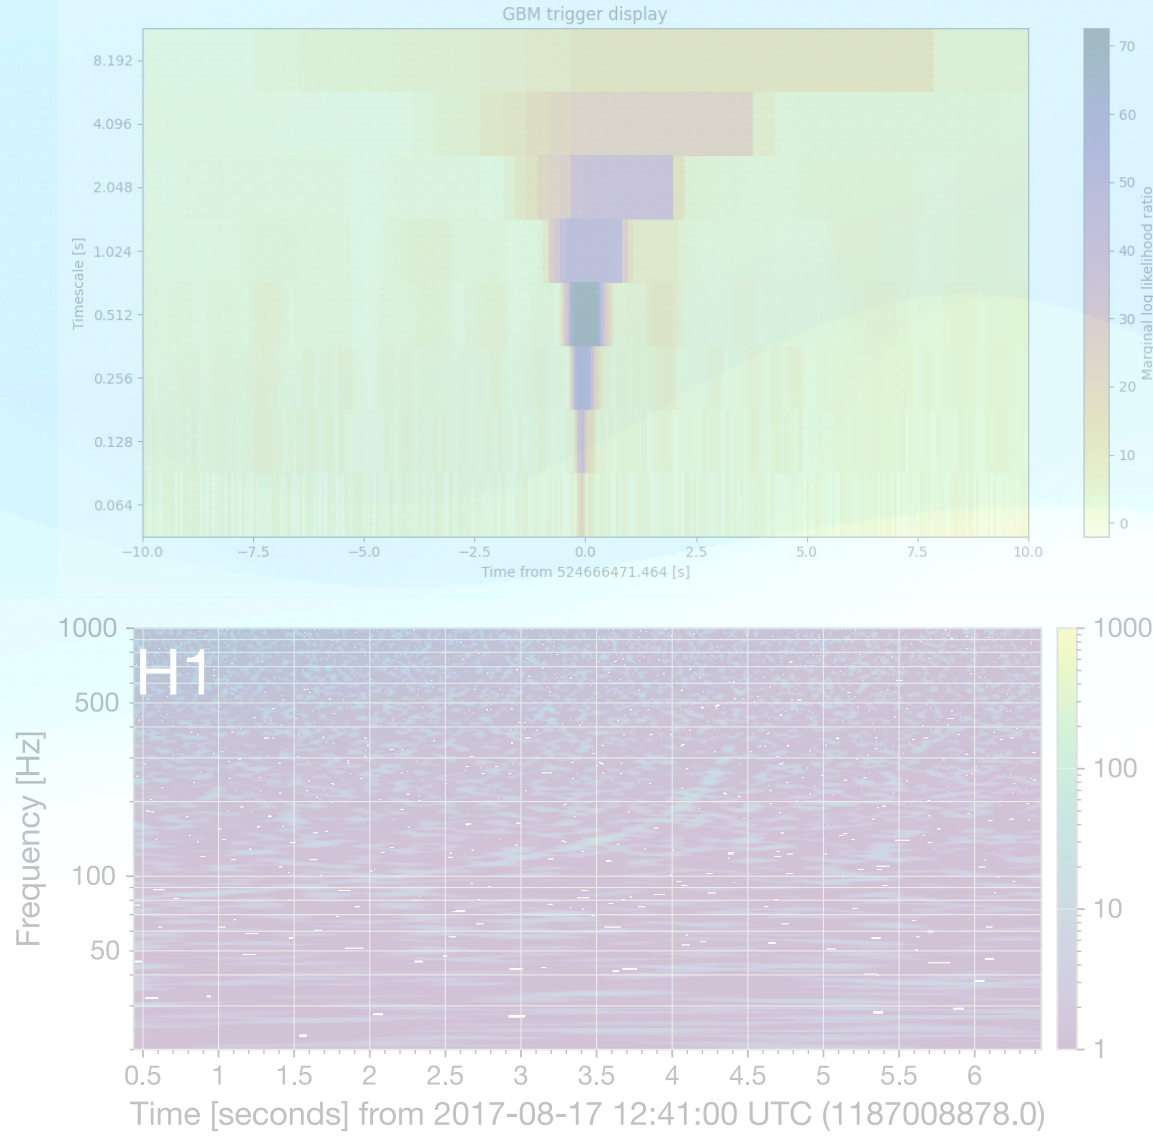 GBM trigger display
8.192
4.096
2.048
1.024
0.512
0.256
0.128
0.064
Timescale [s]
−10.0 −7.5 −5.0 −2.5 0.0 2.5 5.0 7.5 10.0
Time from 524666471.464 [s]
70
60
50
40
30
20
10
0
Marginal log likelihood ratio
H1
1000
500
100
50
Frequency [Hz]
0.5 1 1.5 2 2.5 3 3.5 4 4.5 5 5.5 6
Time [seconds] from 2017-08-17 12:41:00 UTC (1187008878.0)
1000
100
10
1